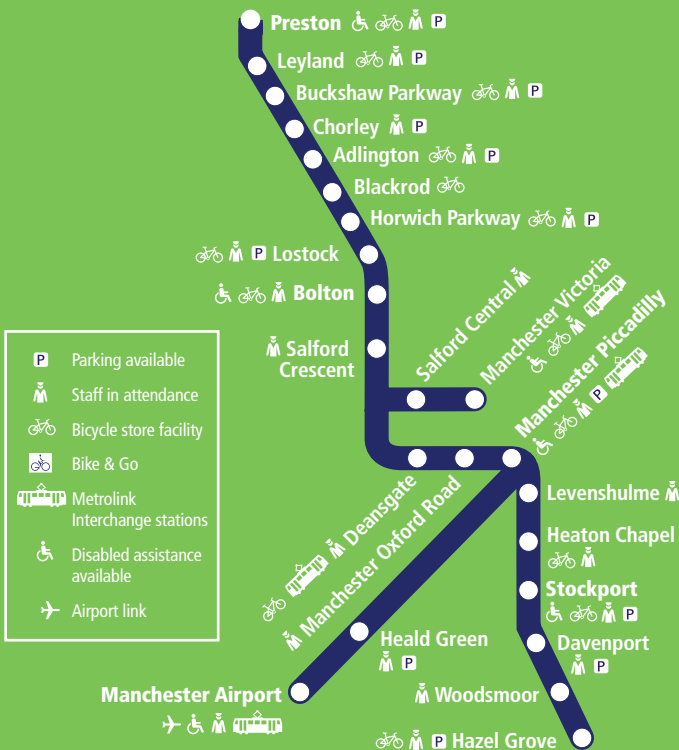 Preston P
Leyland P
Buckshaw Parkway P
Chorley P
Adlington P
Blackrod
Horwich Parkway P
P Lostock
Bolton
Salford
Crescent
Salford Central
Manchester Victoria
Manchester Piccadilly
P
Deansgate
Manchester Oxford Road
Levenshulme
Heaton Chapel
Stockport
P
Davenport
P
Woodsmoor
P Hazel Grove
Heald Green
P
Manchester Airport
P Parking available
Staff in attendance
Bicycle store facility
Bike & Go
Metrolink
Interchange stations
Disabled assistance
available
Airport link